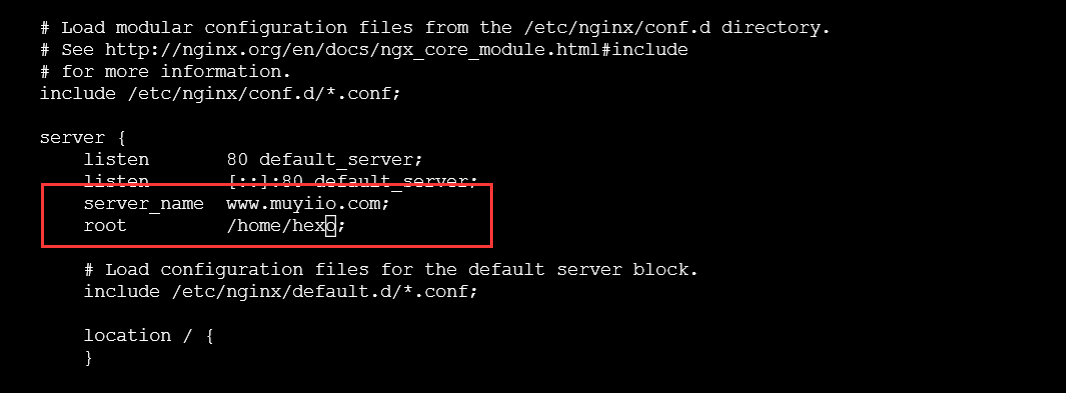 # Load modular configuration files from the /etc/nginx/conf.d directory.
# See http://nginx.org/en/docs/ngx_core_module.html#include
# for more information.
include /etc/nginx/conf.d/*.conf;
server {
listen 80 default_server;
listen [::]:80 default_server;
server_name www.muyiio.com;
root /home/hexo;
# Load configuration files for the default server block.
include /etc/nginx/default.d/*.conf;
location / {
}